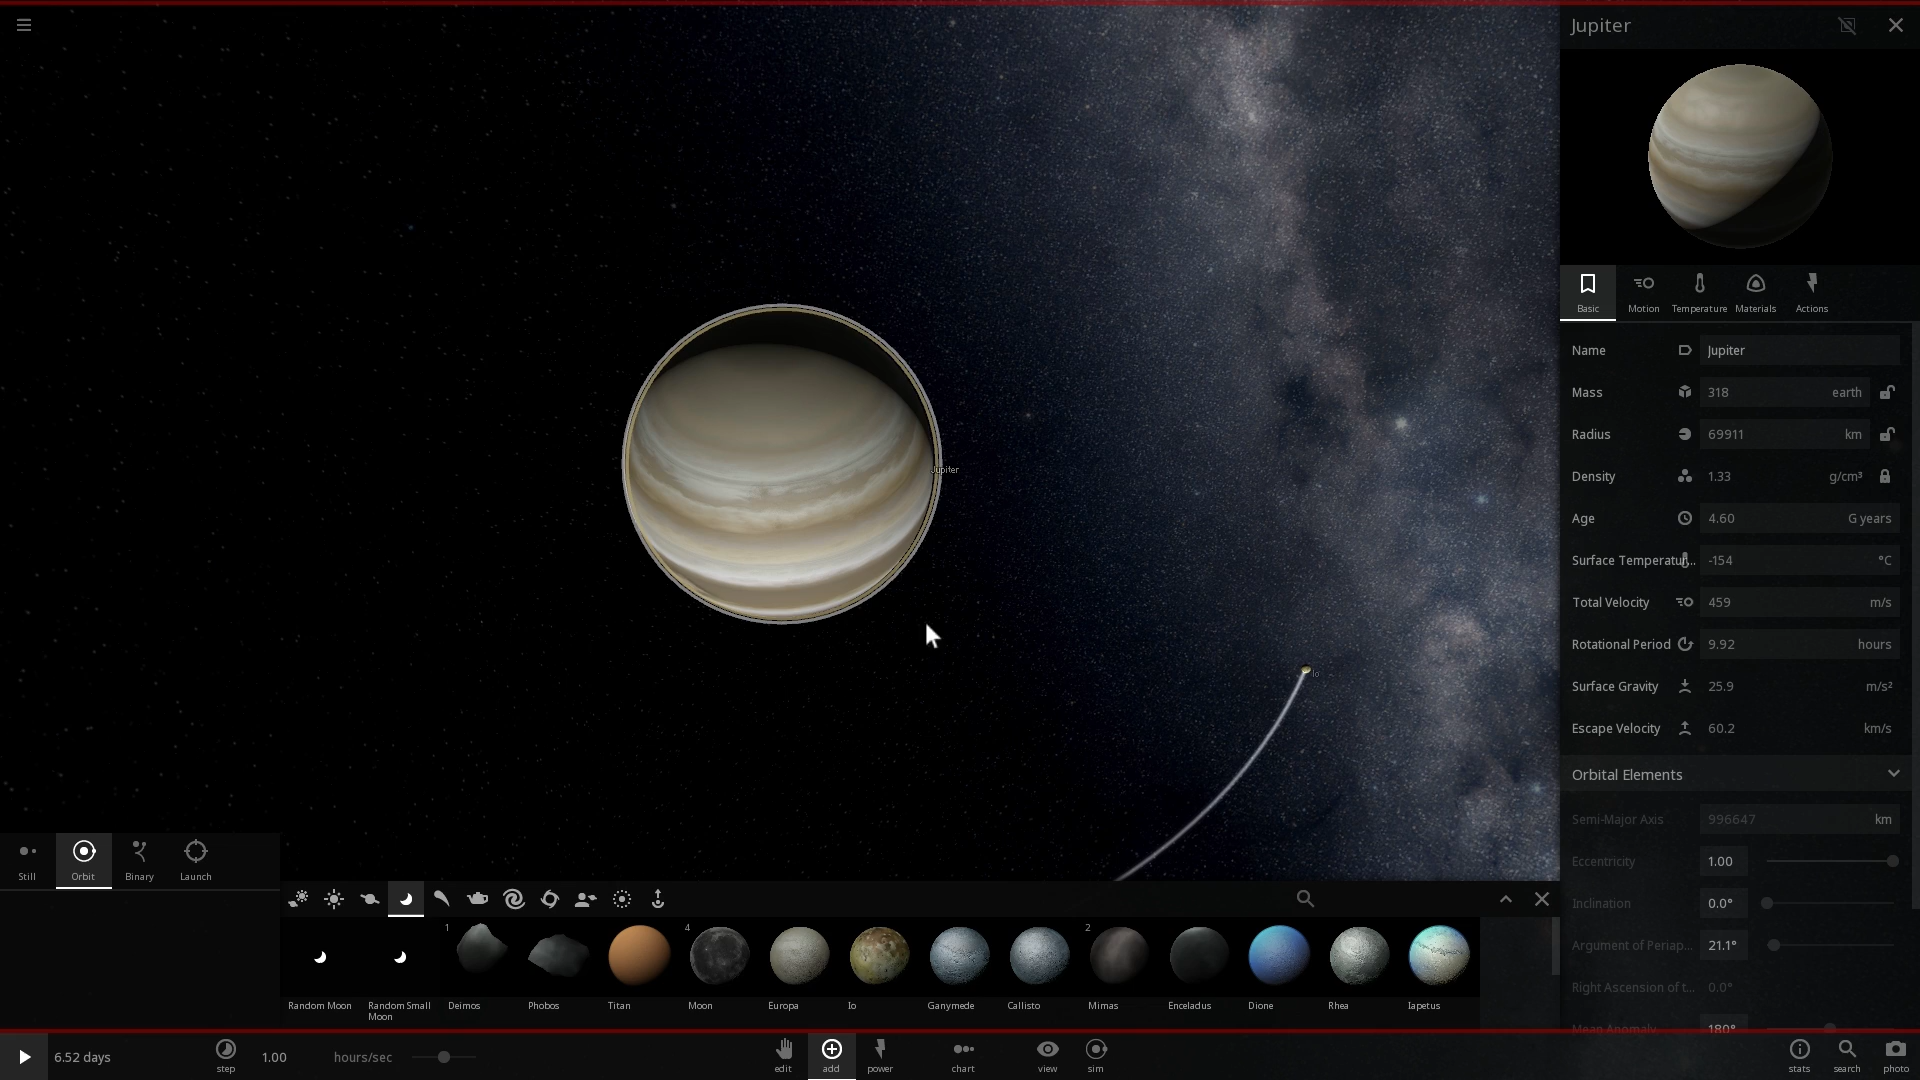 Jupiter
Basic
Motion
Temperature
Materials
Actions
Name Jupiter
Mass 318 earth
Radius 69911 km
Density 1.33 g/cm³
Age 4.60 G years
Surface Temperatur... -154 °C
Total Velocity 459 m/s
Rotational Period 9.92 hours
Surface Gravity 25.9 m/s²
Escape Velocity 60.2 km/s
Orbital Elements
Semi-Major Axis 996647 km
Eccentricity 1.00
Inclination 0.0°
Argument of Periap... 21.1°
Right Ascension of t... 0.0°
Mean Anomaly 180°
Jupiter
Io
Still
Orbit
Binary
Launch
1
4
2
Random Moon
Random Small
Moon
Deimos
Phobos
Titan
Moon
Europa
Io
Ganymede
Callisto
Mimas
Enceladus
Dione
Rhea
Iapetus
6.52 days
step
1.00 hours/sec
edit
add
power
chart
view
sim
stats
search
photo